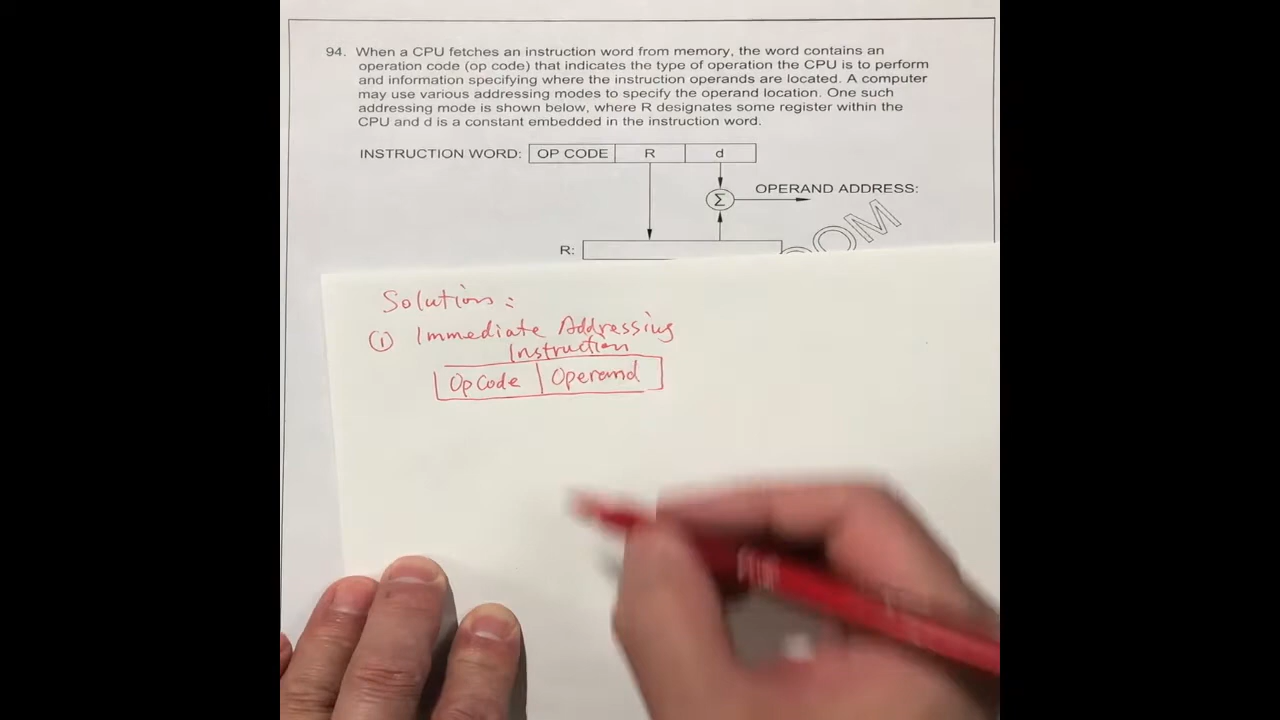 94. When a CPU fetches an instruction word from memory, the word contains an
operation code (op code) that indicates the type of operation the CPU is to perform
and information specifying where the instruction operands are located. A computer
may use various addressing modes to specify the operand location. One such
addressing mode is shown below, where R designates some register within the
CPU and d is a constant embedded in the instruction word.
INSTRUCTION WORD: OP CODE R d
OPERAND ADDRESS:
Σ
R:
Solution:
① Immediate Addressing
Instruction
OpCode | Operand